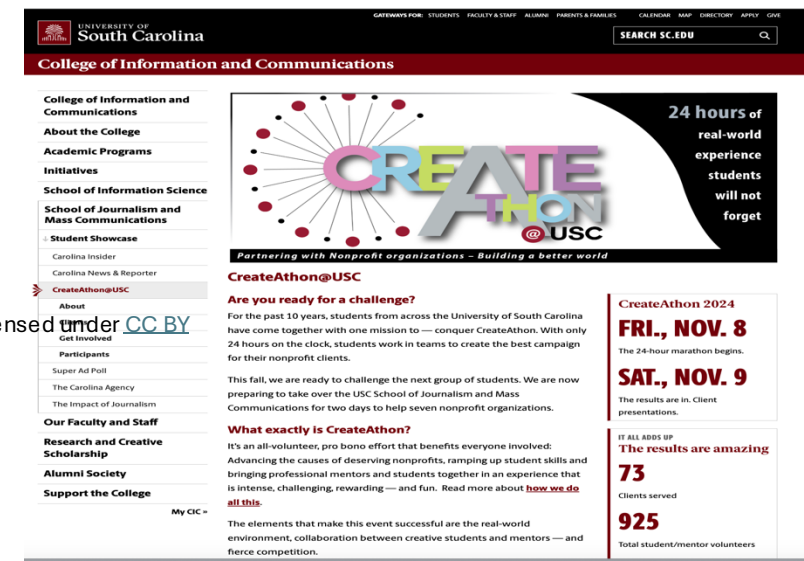 GATEWAYS FOR: STUDENTS FACULTY & STAFF ALUMNI PARENTS & FAMILIES CALENDAR MAP DIRECTORY APPLY GIVE
UNIVERSITY OF
South Carolina
SEARCH SC.EDU
College of Information and Communications
College of Information and
Communications
About the College
Academic Programs
Initiatives
School of Information Science
School of Journalism and
Mass Communications
Student Showcase
Carolina Insider
Carolina News & Reporter
CreateAthon@USC
About
ensed under CC BY
Get Involved
Participants
Super Ad Poll
The Carolina Agency
The Impact of Journalism
Our Faculty and Staff
Research and Creative
Scholarship
Alumni Society
Support the College
My CIC »
CREATE
ATHON
@USC
24 hours of
real-world
experience
students
will not
forget
Partnering with Nonprofit organizations – Building a better world
CreateAthon@USC
Are you ready for a challenge?
For the past 10 years, students from across the University of South Carolina
have come together with one mission to — conquer CreateAthon. With only
24 hours on the clock, students work in teams to create the best campaign
for their nonprofit clients.
This fall, we are ready to challenge the next group of students. We are now
preparing to take over the USC School of Journalism and Mass
Communications for two days to help seven nonprofit organizations.
What exactly is CreateAthon?
It's an all-volunteer, pro bono effort that benefits everyone involved:
Advancing the causes of deserving nonprofits, ramping up student skills and
bringing professional mentors and students together in an experience that
is intense, challenging, rewarding — and fun. Read more about how we do
all this.
The elements that make this event successful are the real-world
environment, collaboration between creative students and mentors — and
fierce competition.
CreateAthon 2024
FRI., NOV. 8
The 24-hour marathon begins.
SAT., NOV. 9
The results are in. Client
presentations.
IT ALL ADDS UP
The results are amazing
73
Clients served
925
Total student/mentor volunteers